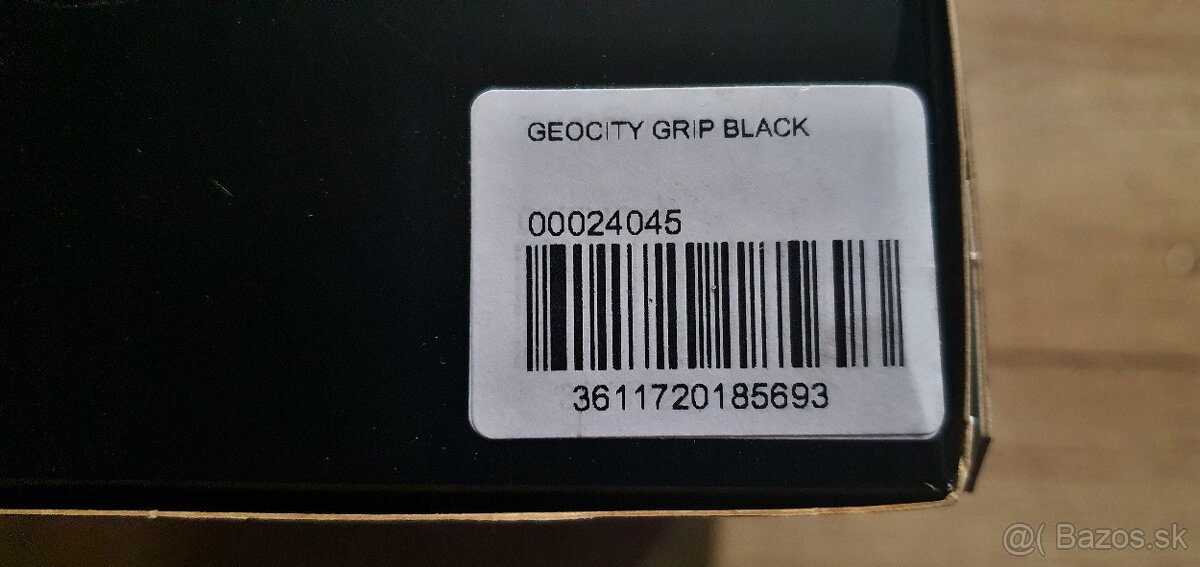 GEOCITY GRIP BLACK
00024045
3611720185693
@( Bazos.sk